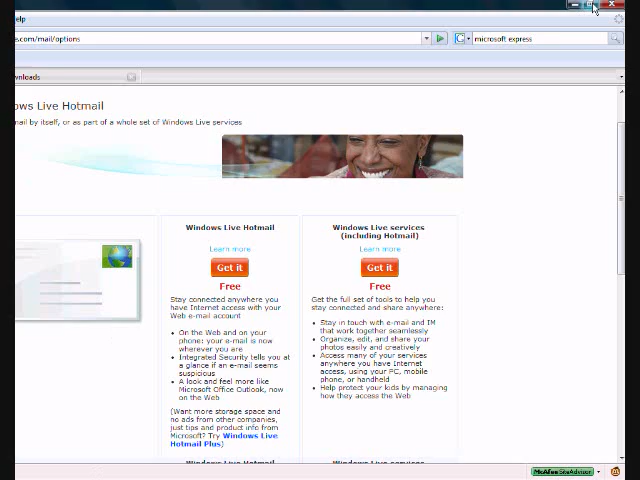 elp
e.com/mail/options
microsoft express
wnloads
ows Live Hotmail
mail by itself, or as part of a whole set of Windows Live services
Windows Live Hotmail
Learn more
Get it
Free
Stay connected anywhere you
have Internet access with your
Web e-mail account
On the Web and on your
phone: your e-mail is now
wherever you are
Integrated Security tells you at
a glance if an e-mail seems
suspicious
A look and feel more like
Microsoft Office Outlook, now
on the Web
(Want more storage space and
no ads from other companies,
just tips and product info from
Microsoft? Try Windows Live
Hotmail Plus)
Windows Live Hotmail
Windows Live services
(including Hotmail)
Learn more
Get it
Free
Get the full set of tools to help you
stay connected and share anywhere:
Stay in touch with e-mail and IM
that work together seamlessly
Organize, edit, and share your
photos easily and creatively
Access many of your services
anywhere you have Internet
access, using your PC, mobile
phone, or handheld
Help protect your kids by managing
how they access the Web
Windows Live services
McAfee SiteAdvisor